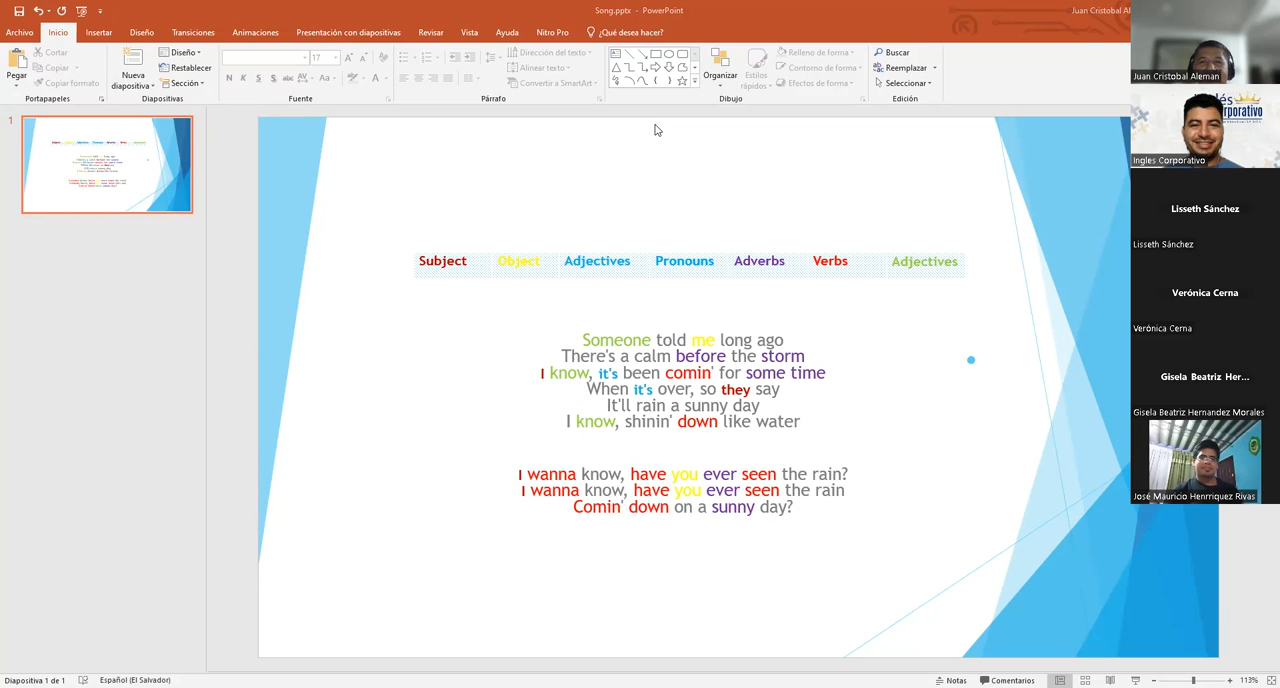 Song.pptx - PowerPoint
Juan Cristobal Al
Archivo Inicio Insertar Diseño Transiciones Animaciones Presentación con diapositivas Revisar Vista Ayuda Nitro Pro ¿Qué desea hacer?
Pegar
Cortar
Copiar
Copiar formato
Portapapeles
Nueva diapositiva
Diseño
Restablecer
Sección
Diapositivas
17
N K S S abc AV Aa A
Fuente
Dirección del texto
Alinear texto
Convertir a SmartArt
Párrafo
Organizar
Estilos rápidos
Relleno de forma
Contorno de forma
Efectos de forma
Dibujo
Buscar
Reemplazar
Seleccionar
Edición
1
Subject Object Adjectives Pronouns Adverbs Verbs Adjectives
Someone told me long ago
There's a calm before the storm
I know, it's been comin' for some time
When it's over, so they say
It'll rain a sunny day
I know, shinin' down like water
I wanna know, have you ever seen the rain?
I wanna know, have you ever seen the rain
Comin' down on a sunny day?
Juan Cristobal Aleman
Ingles Corporativo
Lisseth Sánchez
Lisseth Sánchez
Verónica Cerna
Verónica Cerna
Gisela Beatriz Her...
Gisela Beatriz Hernandez Morales
José Mauricio Henrriquez Rivas
Diapositiva 1 de 1 Español (El Salvador) Notas Comentarios 113%